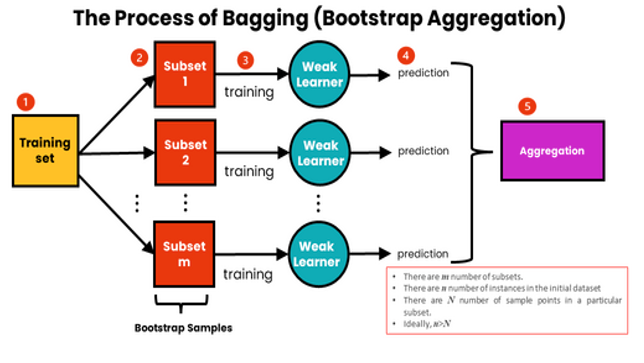 The Process of Bagging (Bootstrap Aggregation)
1
Training
set
2
Subset
1
3
training
Weak
Learner
4
prediction
Subset
2
training
Weak
Learner
prediction
Subset
m
training
Weak
Learner
prediction
5
Aggregation
Bootstrap Samples
• There are m number of subsets.
• There are n number of instances in the initial dataset
• There are N number of sample points in a particular
subset.
• Ideally, n>N